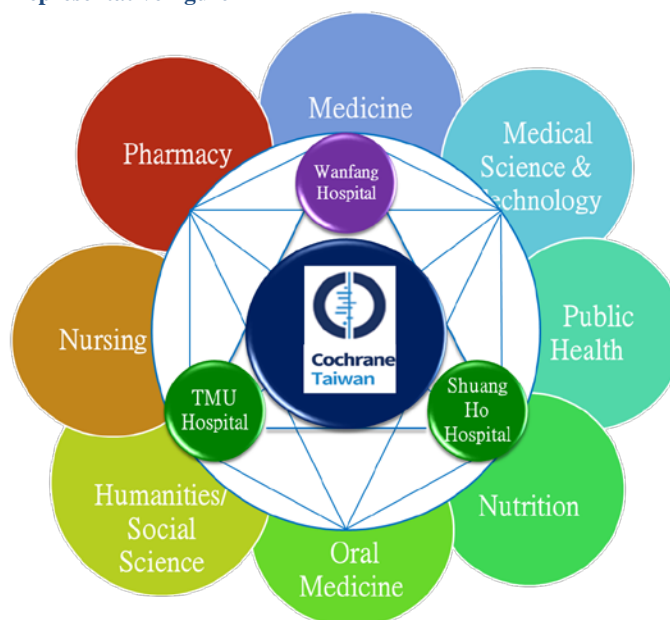 Medicine
Pharmacy
Medical
Science &
Technology
Wanfang
Hospital
Nursing
Public
Health
Cochrane
Taiwan
TMU
Hospital
Shuang
Ho
Hospital
Humanities/
Social
Science
Nutrition
Oral
Medicine